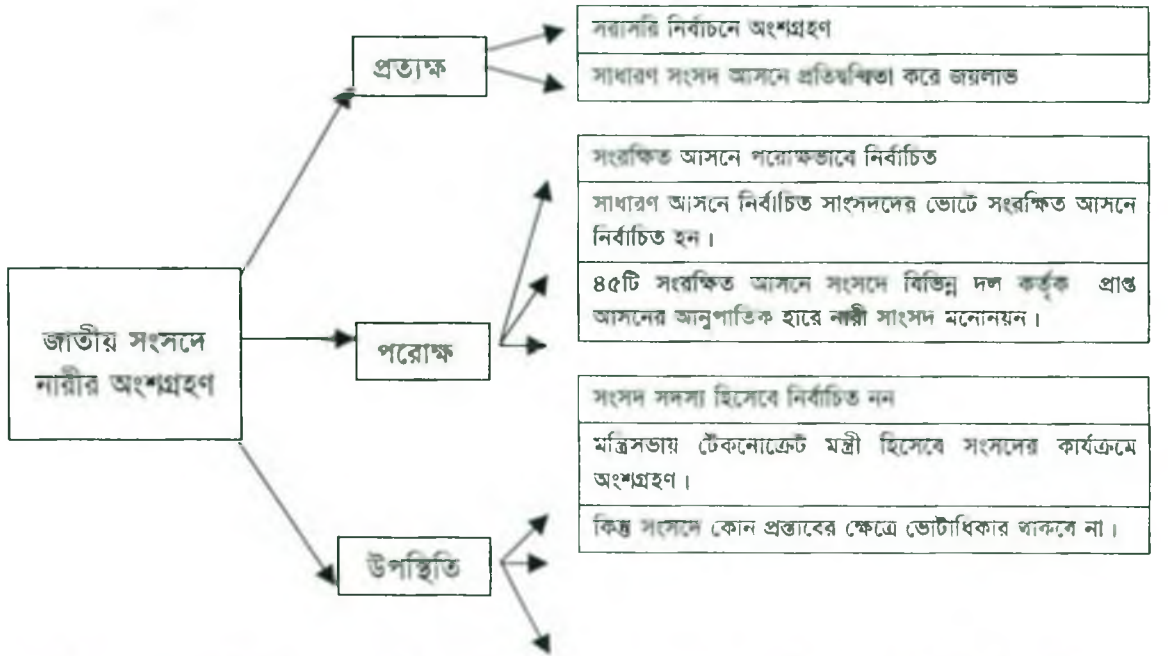 প্রত্যক্ষ
সরাসরি নির্বাচনে অংশগ্রহণ
সাধারণ সংসদ আসনে প্রতিদ্বন্দ্বিতা করে জয়লাভ
জাতীয় সংসদে
নারীর অংশগ্রহণ
পরোক্ষ
সংরক্ষিত আসনে পরোক্ষভাবে নির্বাচিত
সাধারণ আসনে নির্বাচিত সাংসদদের ভোটে সংরক্ষিত আসনে
নির্বাচিত হন।
৪৫টি সংরক্ষিত আসনে সংসদে বিভিন্ন দল কর্তৃক প্রাপ্ত
আসনের আনুপাতিক হারে নারী সাংসদ মনোনয়ন।
উপস্থিতি
সংসদ সদস্য হিসেবে নির্বাচিত নন
মন্ত্রিসভায় টেকনোক্রেট মন্ত্রী হিসেবে সংসদের কার্যক্রমে
অংশগ্রহণ।
কিন্তু সংসদে কোন প্রস্তাবের ক্ষেত্রে ভোটাধিকার থাকবে না।